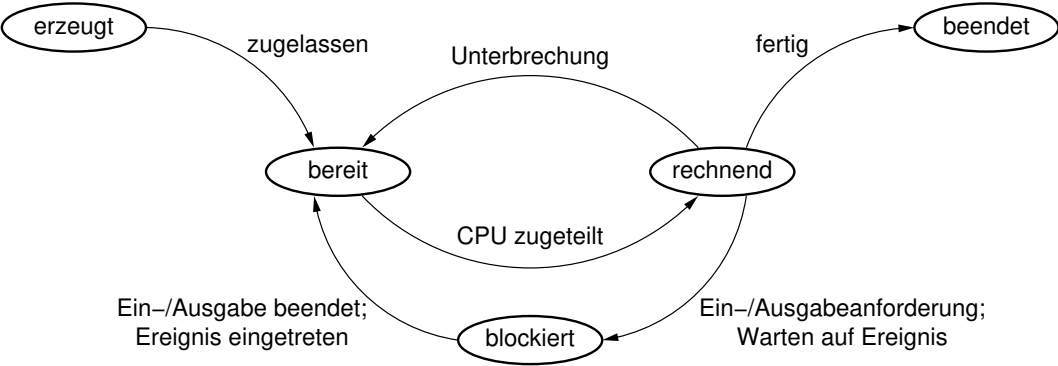 erzeugt
beendet
zugelassen
fertig
Unterbrechung
bereit
rechnend
CPU zugeteilt
Ein–/Ausgabe beendet;
Ereignis eingetreten
Ein–/Ausgabeanforderung;
Warten auf Ereignis
blockiert